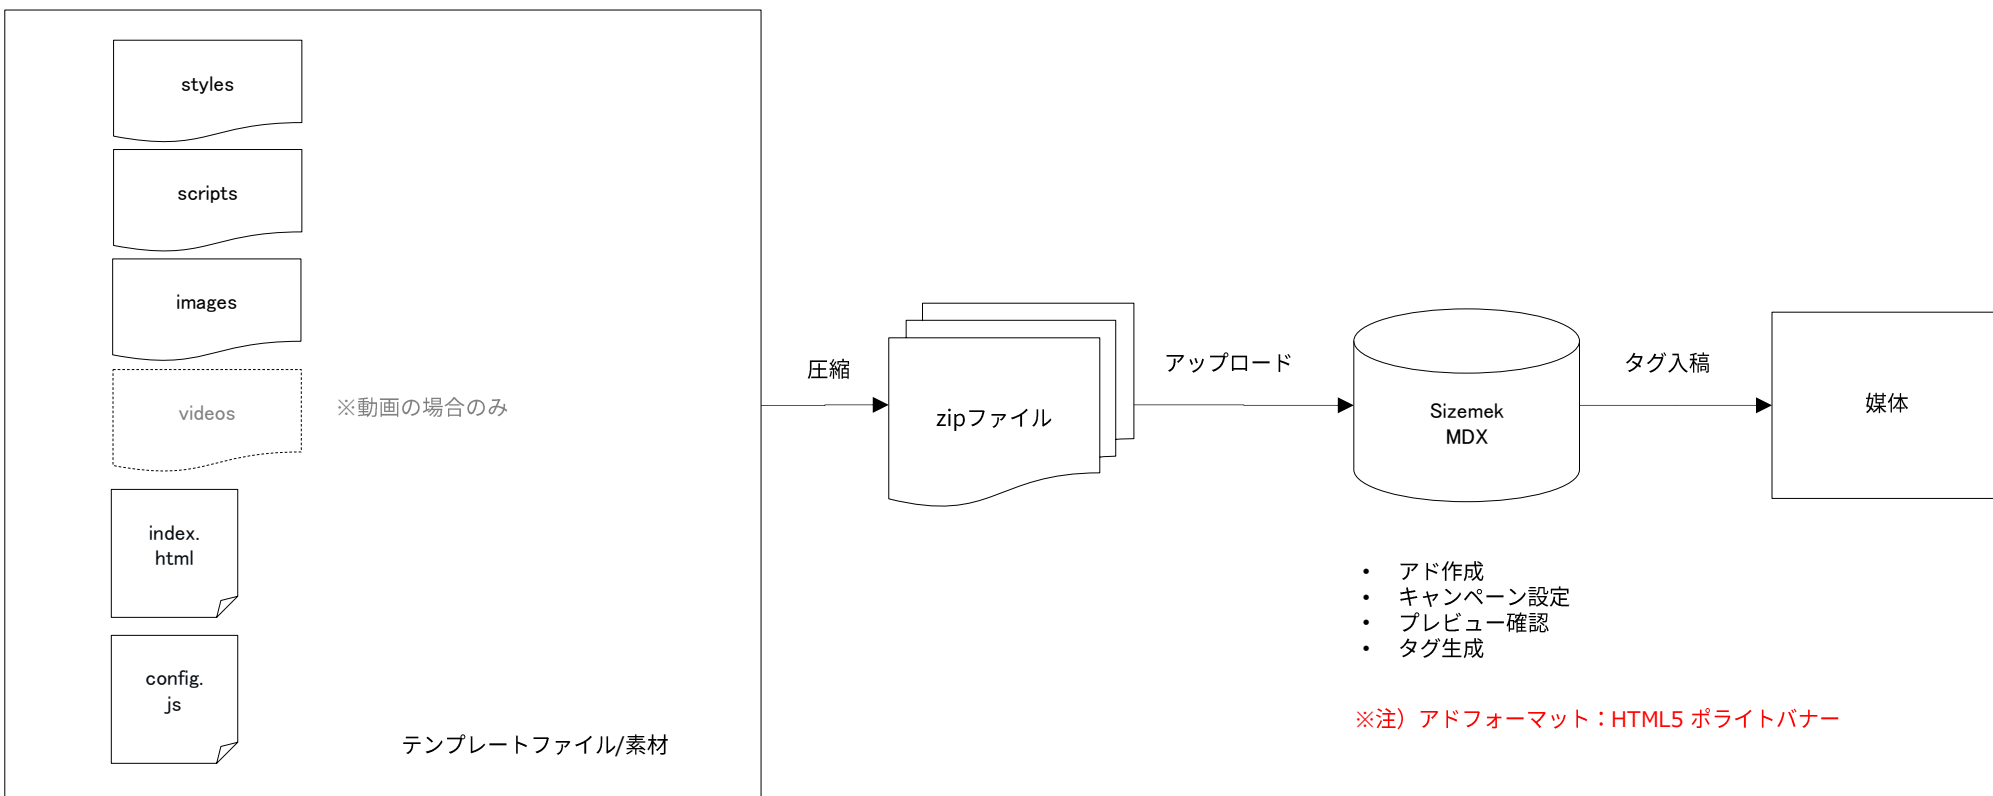 styles
scripts
images
videos
※動画の場合のみ
index.
html
config.
js
テンプレートファイル/素材
圧縮
zipファイル
アップロード
Sizemek
MDX
タグ入稿
媒体
• アド作成
• キャンペーン設定
• プレビュー確認
• タグ生成
※注）アドフォーマット：HTML5 ポライトバナー